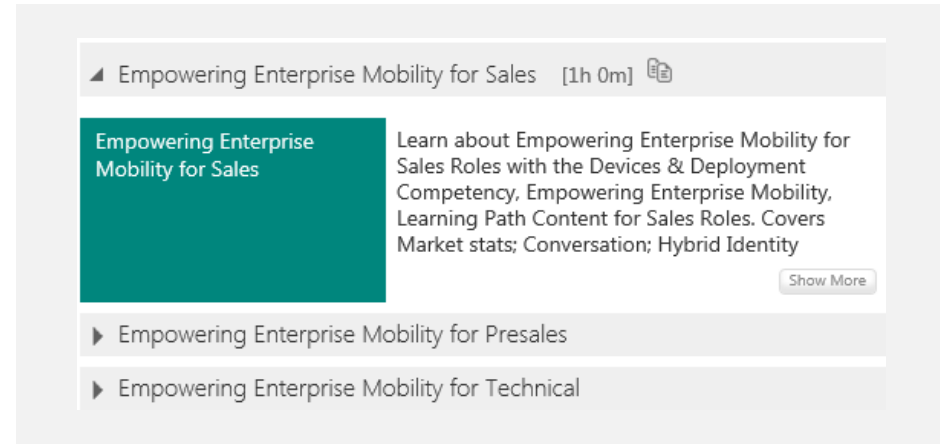 Empowering Enterprise Mobility for Sales [1h 0m]
Empowering Enterprise
Mobility for Sales
Learn about Empowering Enterprise Mobility for
Sales Roles with the Devices & Deployment
Competency, Empowering Enterprise Mobility,
Learning Path Content for Sales Roles. Covers
Market stats; Conversation; Hybrid Identity
Show More
Empowering Enterprise Mobility for Presales
Empowering Enterprise Mobility for Technical